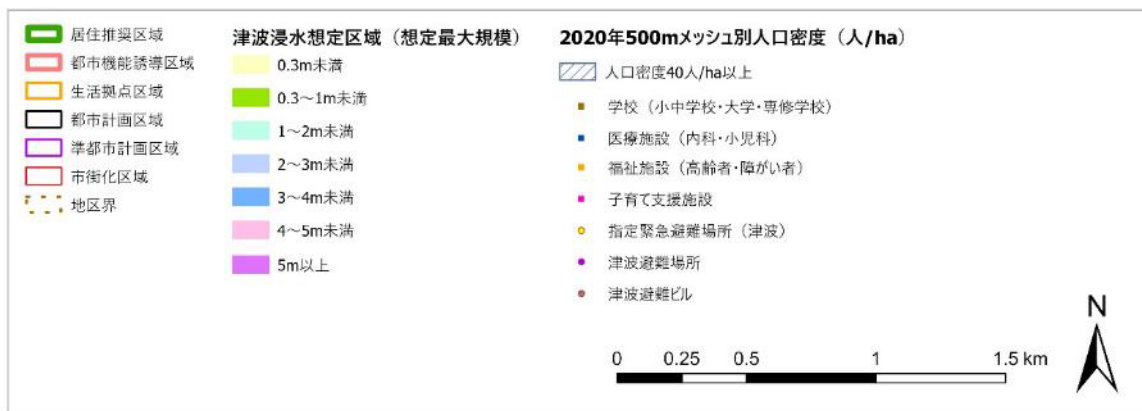 居住推奨区域
都市機能誘導区域
生活拠点区域
都市計画区域
準都市計画区域
市街化区域
地区界
津波浸水想定区域（想定最大規模）
0.3m未満
0.3～1m未満
1～2m未満
2～3m未満
3～4m未満
4～5m未満
5m以上
2020年500mメッシュ別人口密度（人/ha）
人口密度40人/ha以上
学校（小中学校・大学・専修学校）
医療施設（内科・小児科）
福祉施設（高齢者・障がい者）
子育て支援施設
指定緊急避難場所（津波）
津波避難場所
津波避難ビル
N
0 0.25 0.5 1 1.5 km